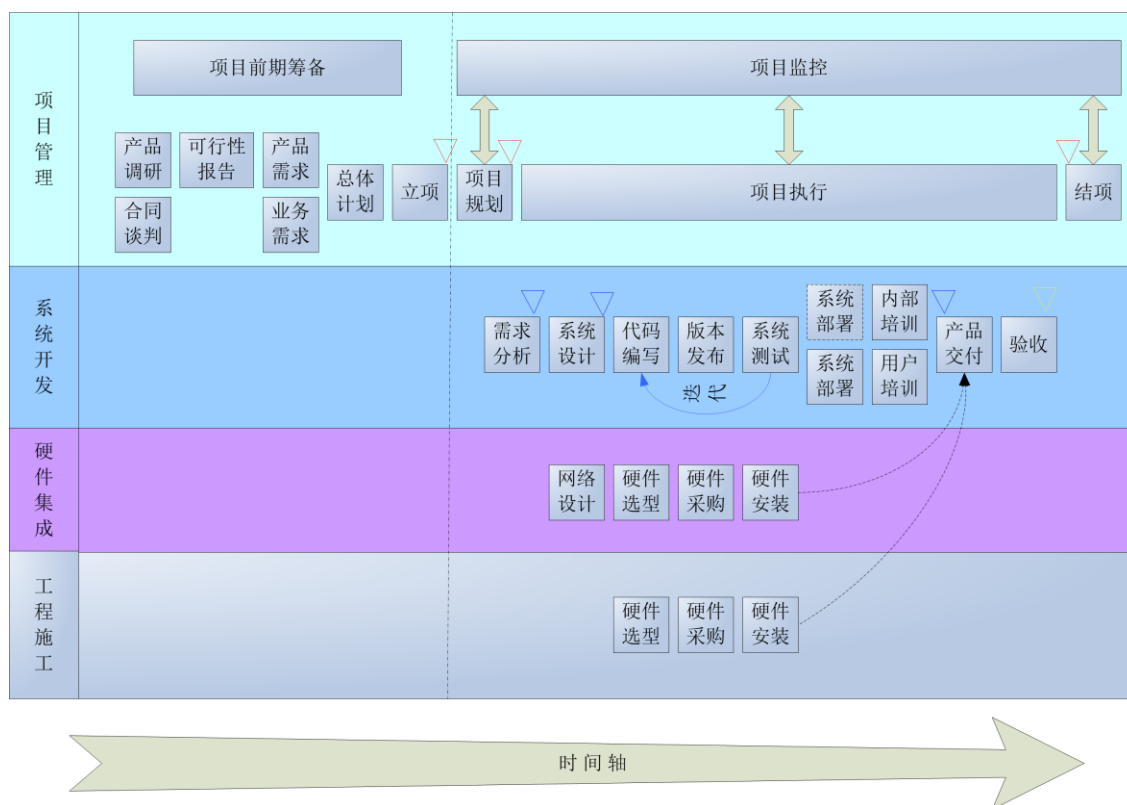 项目管理
项目前期筹备
项目监控
产品
调研
可行性
报告
产品
需求
合同
谈判
业务
需求
总体
计划
立项
项目
规划
项目执行
结项
系统开发
需求
分析
系统
设计
代码
编写
版本
发布
系统
测试
迭代
系统
部署
内部
培训
系统
部署
用户
培训
产品
交付
验收
硬件集成
网络
设计
硬件
选型
硬件
采购
硬件
安装
工程施工
硬件
选型
硬件
采购
硬件
安装
时间轴